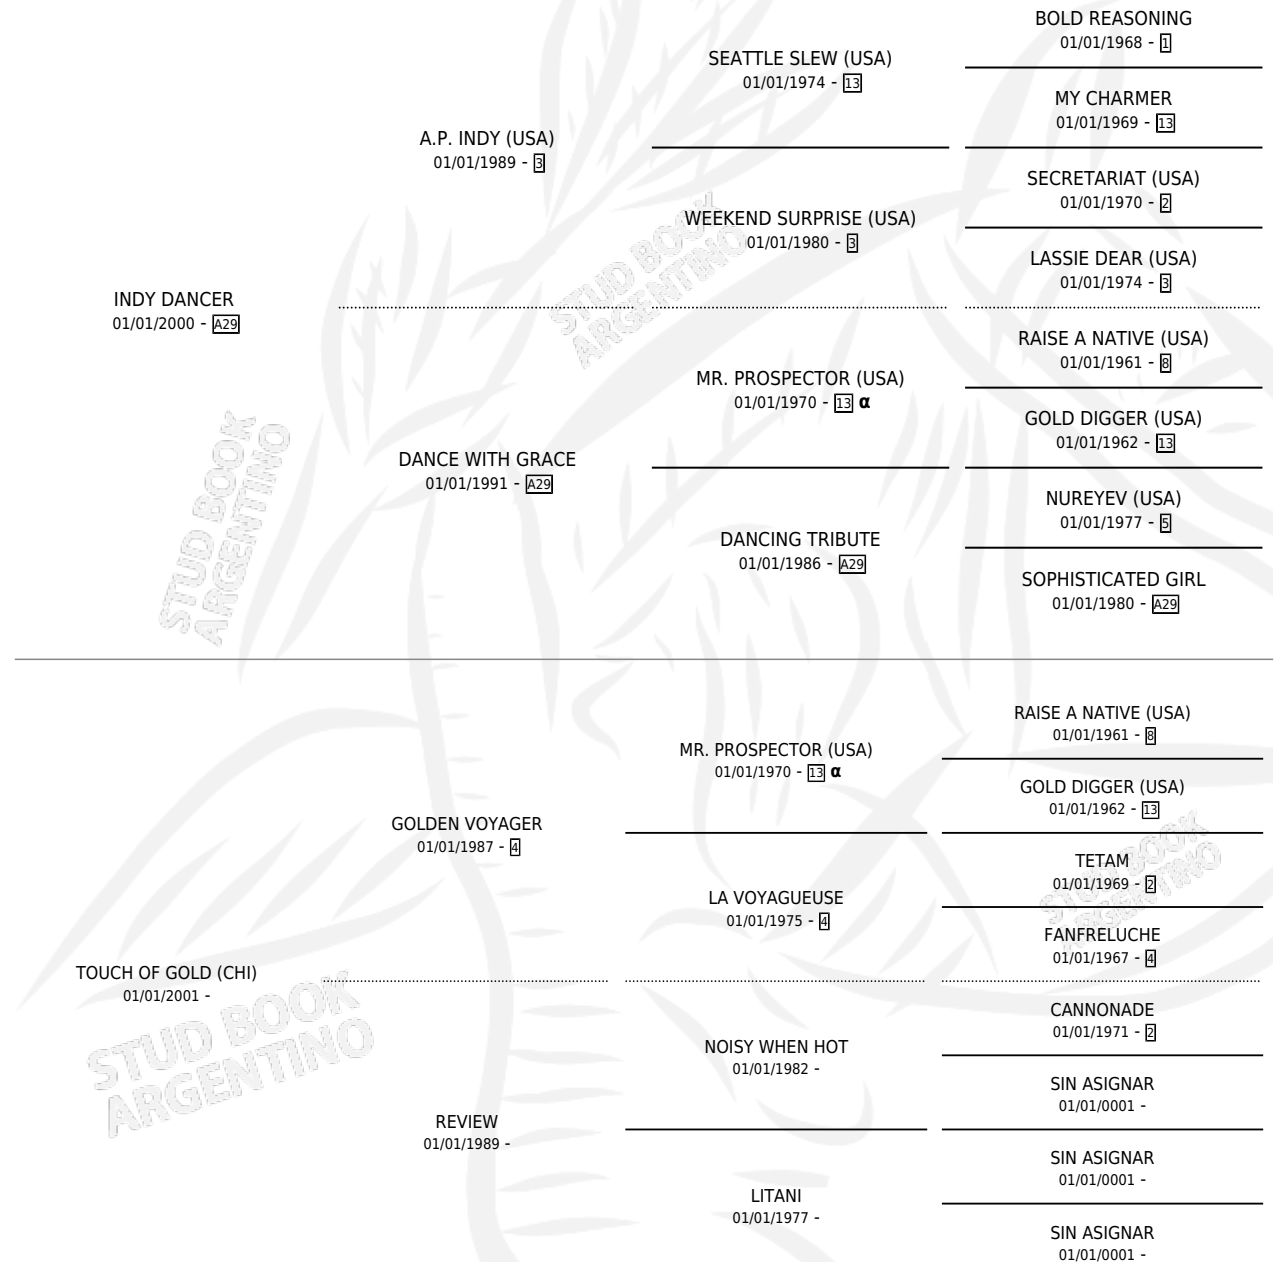 BOLD REASONING
01/01/1968 - 1
SEATTLE SLEW (USA)
01/01/1974 - 13
MY CHARMER
01/01/1969 - 13
A.P. INDY (USA)
01/01/1989 - 3
SECRETARIAT (USA)
01/01/1970 - 2
WEEKEND SURPRISE (USA)
01/01/1980 - 3
LASSIE DEAR (USA)
01/01/1974 - 3
INDY DANCER
01/01/2000 - A29
RAISE A NATIVE (USA)
01/01/1961 - 8
MR. PROSPECTOR (USA)
01/01/1970 - 13 α
GOLD DIGGER (USA)
01/01/1962 - 13
DANCE WITH GRACE
01/01/1991 - A29
NUREYEV (USA)
01/01/1977 - 5
DANCING TRIBUTE
01/01/1986 - A29
SOPHISTICATED GIRL
01/01/1980 - A29
RAISE A NATIVE (USA)
01/01/1961 - 8
MR. PROSPECTOR (USA)
01/01/1970 - 13 α
GOLD DIGGER (USA)
01/01/1962 - 13
GOLDEN VOYAGER
01/01/1987 - 4
TETAM
01/01/1969 - 2
LA VOYAGUEUSE
01/01/1975 - 4
FANFRELUCHE
01/01/1967 - 4
TOUCH OF GOLD (CHI)
01/01/2001 -
CANNONADE
01/01/1971 - 2
NOISY WHEN HOT
01/01/1982 -
SIN ASIGNAR
01/01/0001 -
REVIEW
01/01/1989 -
SIN ASIGNAR
01/01/0001 -
LITANI
01/01/1977 -
SIN ASIGNAR
01/01/0001 -
STUD BOOK
ARGENTINO
STUD BOOK
ARGENTINO
STUD BOOK
ARGENTINO
STUD BOOK
ARGENTINO